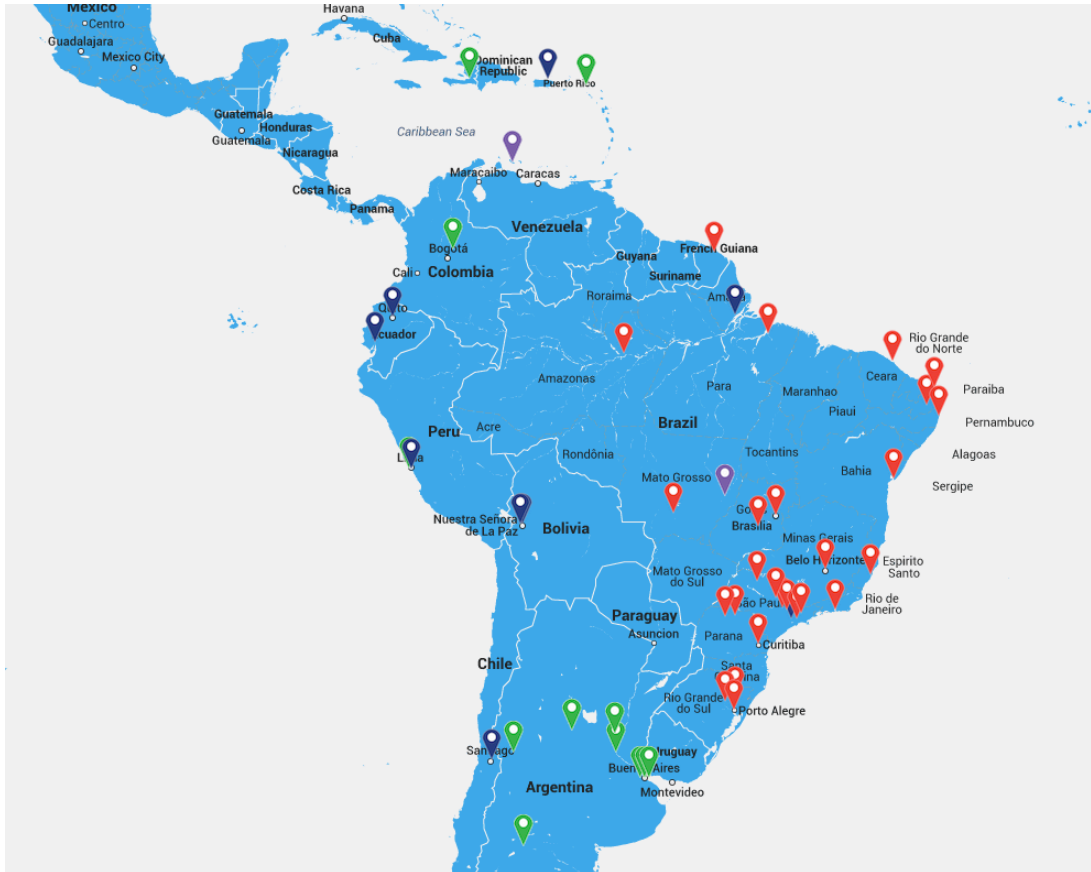 Mexico
Centro
Guadalajara
Mexico City
Havana
Cuba
Dominican
Republic
Puerto Rico
Guatemala
Guatemala
Honduras
Nicaragua
Costa Rica
Panama
Caribbean Sea
Maracaibo
Caracas
Venezuela
Bogotá
Cali
Colombia
Guyana
Suriname
French Guiana
Roraima
Quito
Amazonas
Para
Maranhao
Ceara
Piaui
Rio Grande
do Norte
Paraiba
Pernambuco
Alagoas
Sergipe
Peru
Acre
Rondônia
Brazil
Tocantins
Bahia
Mato Grosso
Brasília
Nuestra Señora
de La Paz
Bolivia
Minas Gerais
Belo Horizonte
Espirito
Santo
Mato Grosso
do Sul
Rio de
Janeiro
Paraguay
Asuncion
Parana
Curitiba
Chile
Santa
Rio Grande
do Sul
Porto Alegre
Argentina
Montevideo